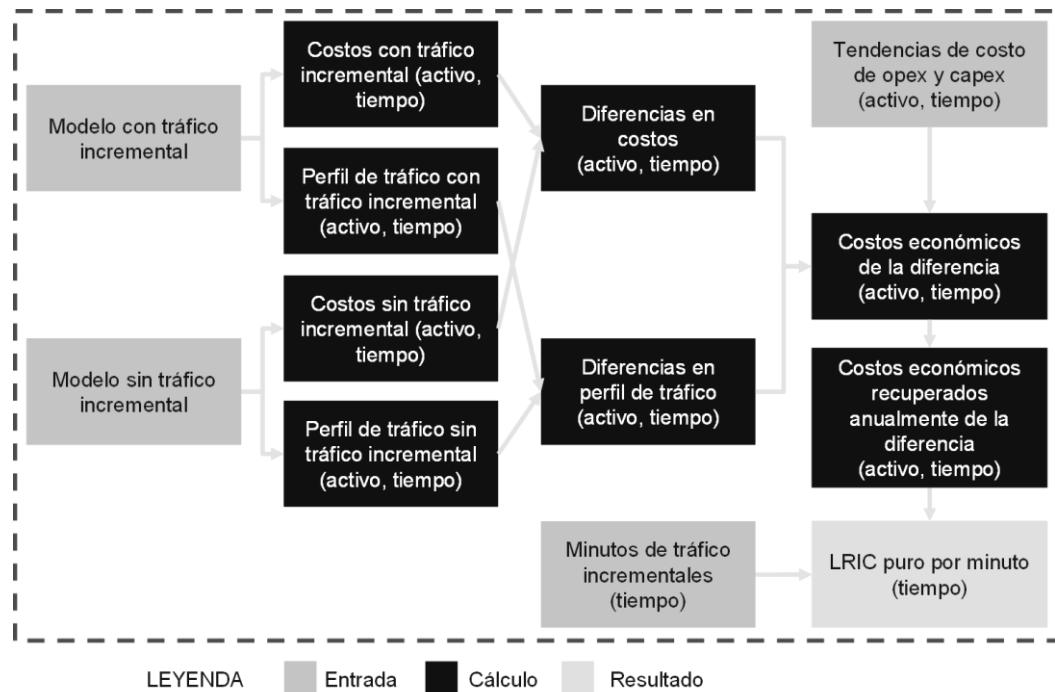 Modelo con tráfico
incremental
Modelo sin tráfico
incremental
Costos con tráfico
incremental (activo,
tiempo)
Perfil de tráfico con
tráfico incremental
(activo, tiempo)
Costos sin tráfico
incremental (activo,
tiempo)
Perfil de tráfico sin
tráfico incremental
(activo, tiempo)
Diferencias en
costos
(activo, tiempo)
Diferencias en
perfil de tráfico
(activo, tiempo)
Minutos de tráfico
incrementales
(tiempo)
Tendencias de costo
de opex y capex
(activo, tiempo)
Costos económicos
de la diferencia
(activo, tiempo)
Costos económicos
recuperados
anualmente de la
diferencia
(activo, tiempo)
LRIC puro por minuto
(tiempo)
LEYENDA
Entrada
Cálculo
Resultado